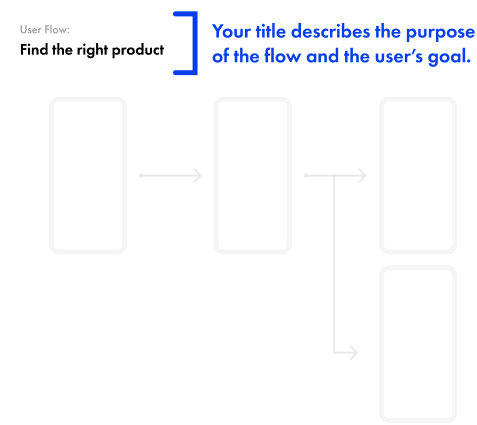 User Flow:
Find the right product
Your title describes the purpose
of the flow and the user’s goal.